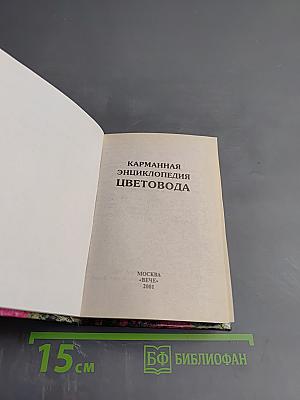 КАРМАННАЯ
ЭНЦИКЛОПЕДИЯ
ЦВЕТОВОДА
МОСКВА
«ВЕЧЕ»
2001
15 см
БФ БИБЛИОФАН